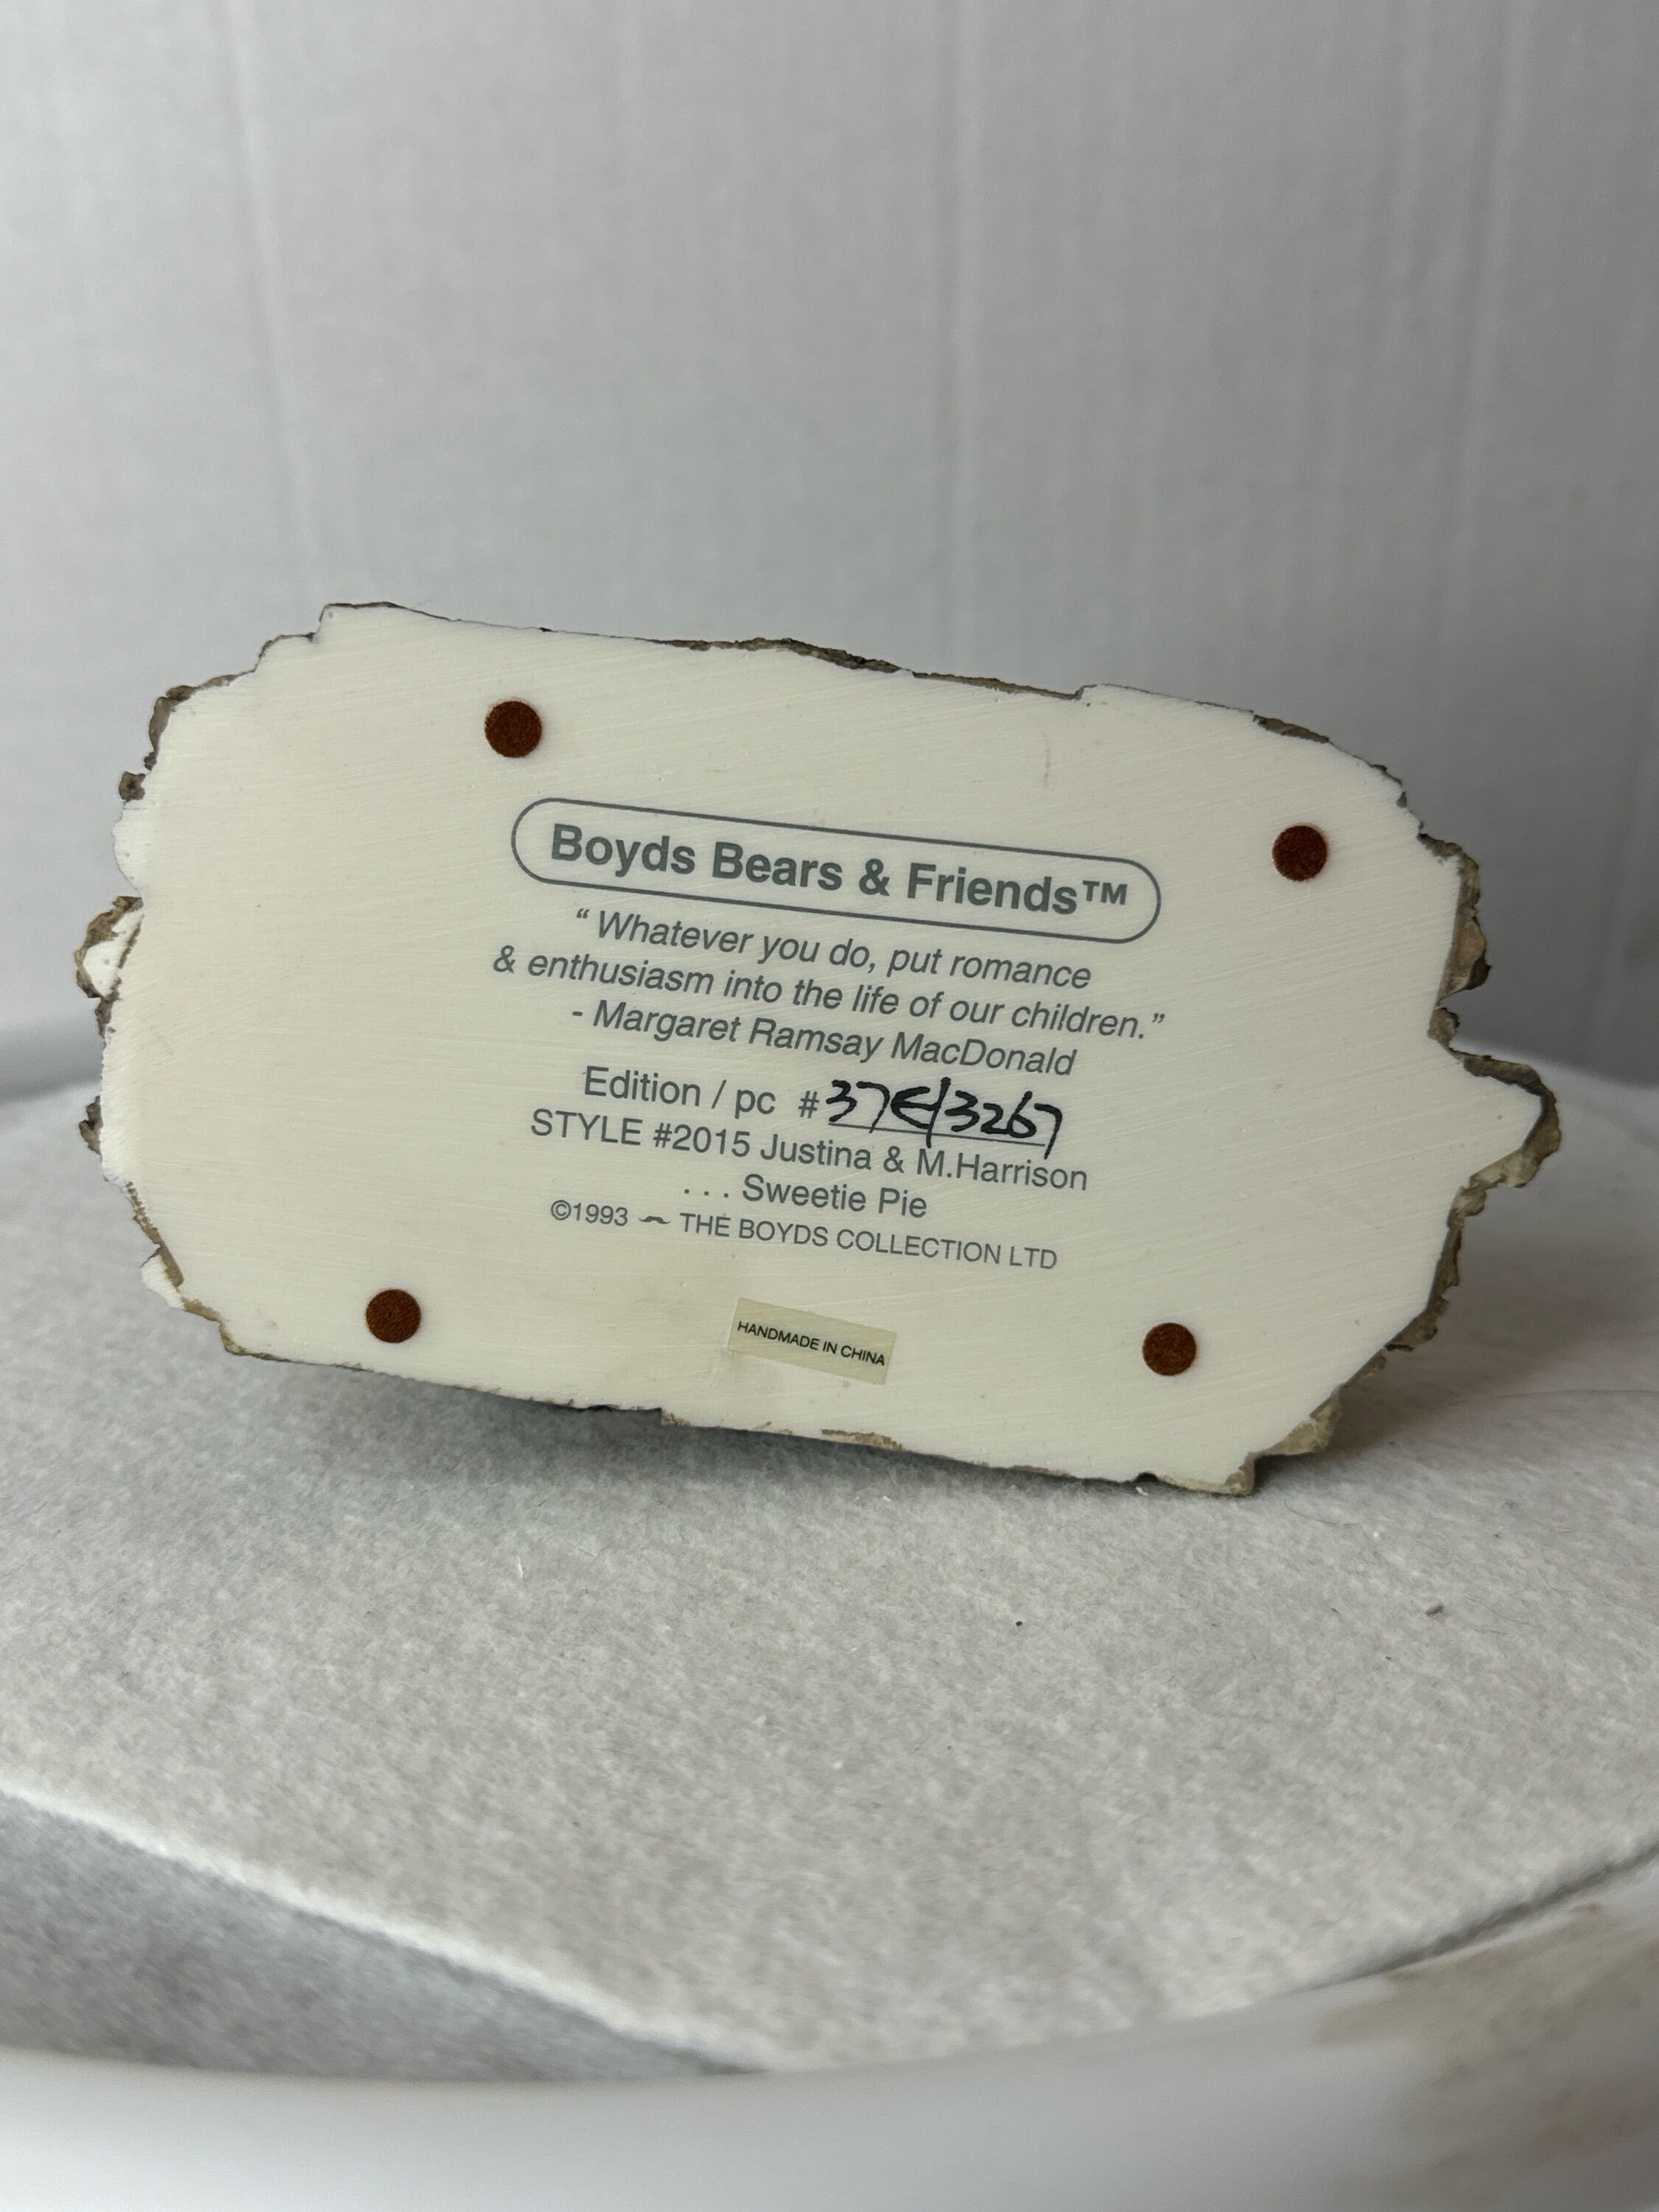 Boyds Bears & Friends™
“ Whatever you do, put romance
& enthusiasm into the life of our children.”
- Margaret Ramsay MacDonald
Edition / pc # 37E/3267
STYLE #2015 Justina & M.Harrison
. . . Sweetie Pie
©1993 THE BOYDS COLLECTION LTD
HANDMADE IN CHINA